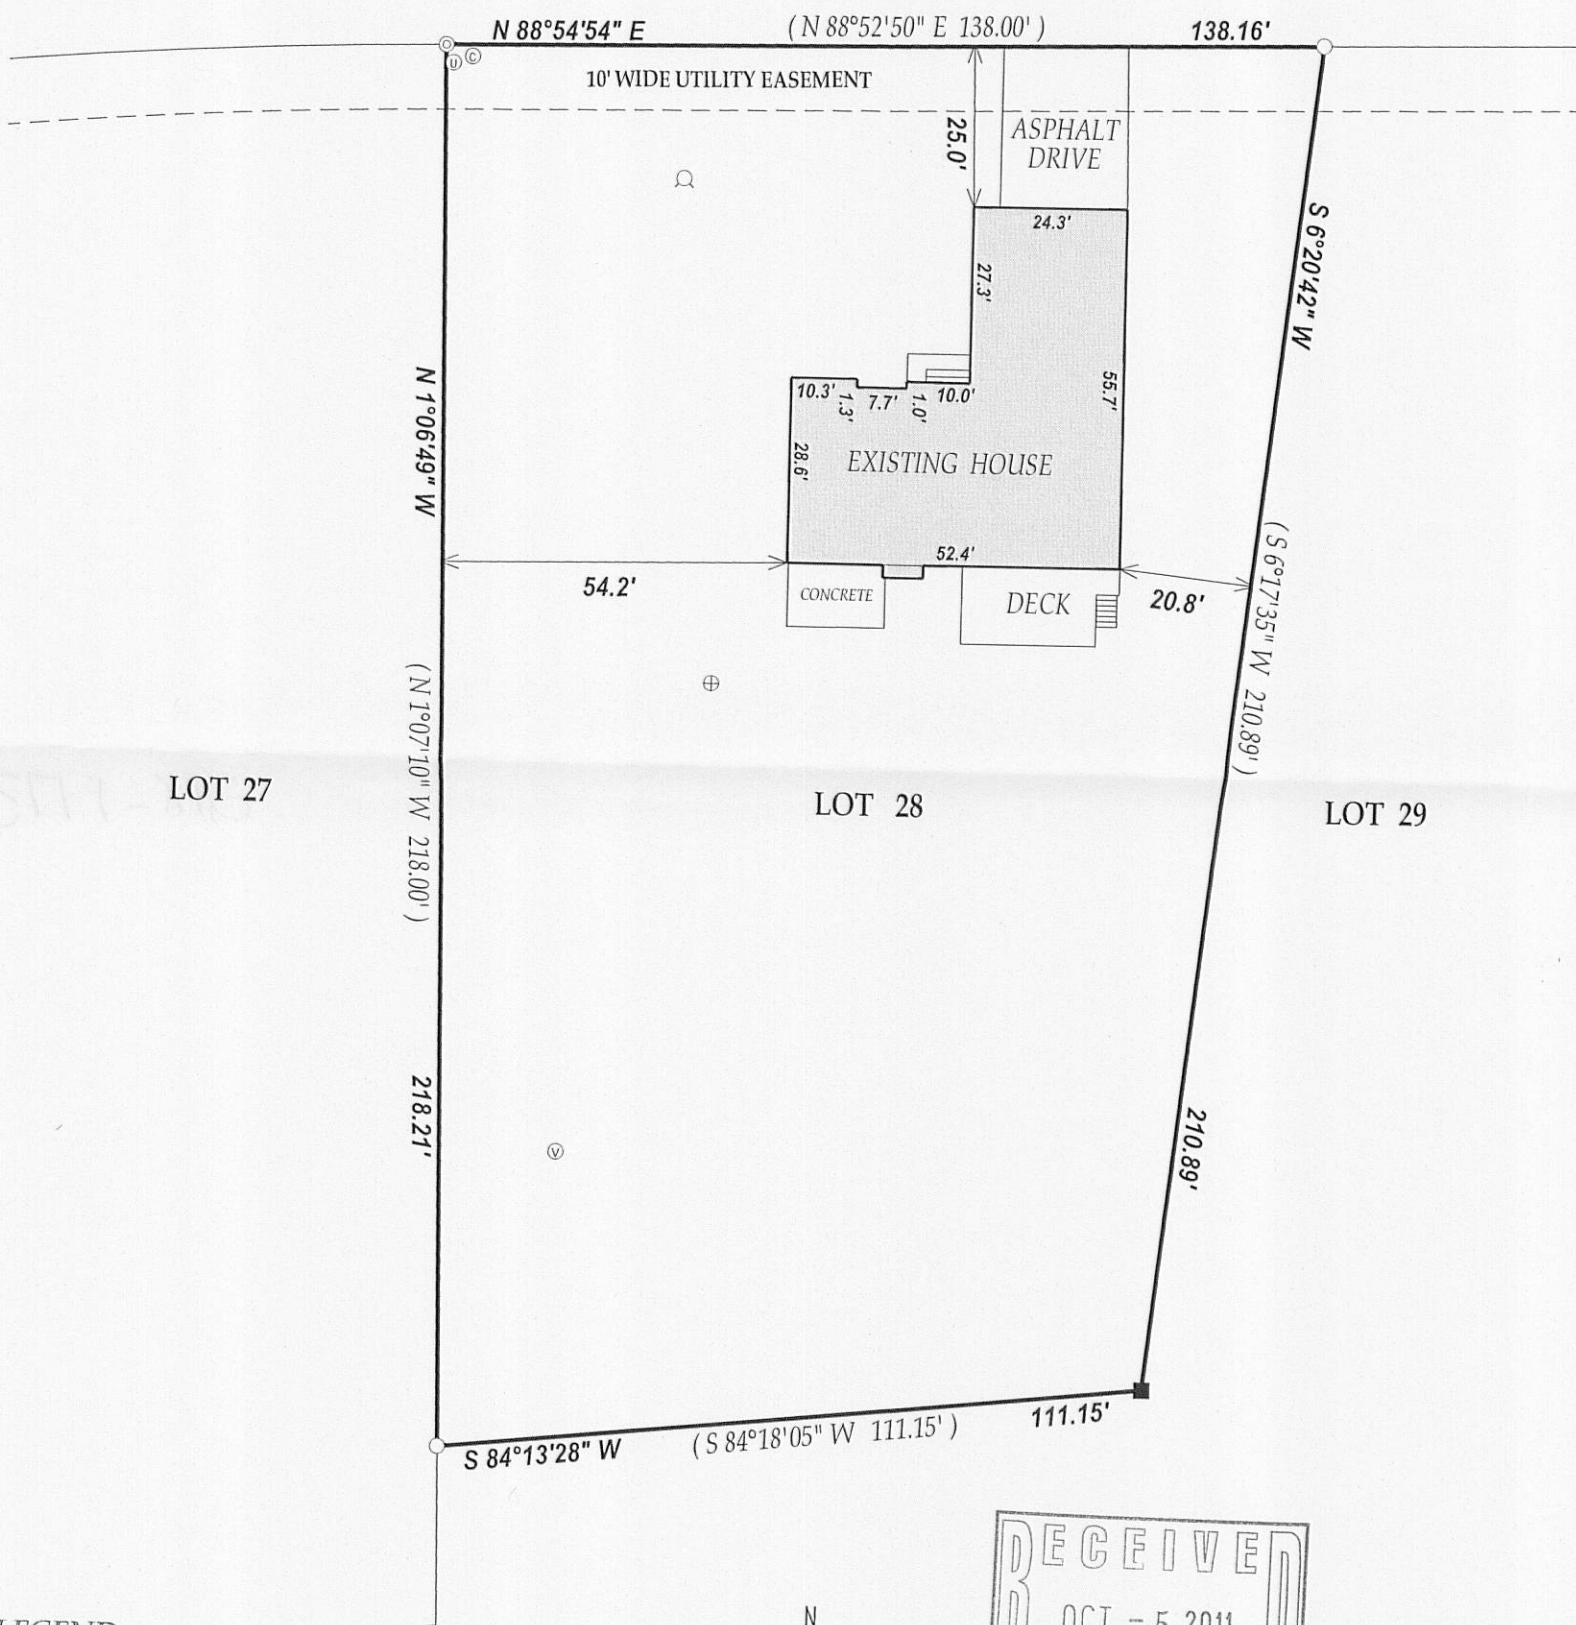 N 88°54'54" E
( N 88°52'50" E 138.00' )
138.16'
U
C
10' WIDE UTILITY EASEMENT
25.0'
ASPHALT
DRIVE
S 6°20'42" W
24.3'
27.3'
N 1°06'49" W
10.3'
1.3'
7.7'
1.0'
10.0'
55.7'
28.6'
EXISTING HOUSE
52.4'
54.2'
CONCRETE
DECK
20.8'
( S 6°17'35" W 210.89' )
( N 1°07'10" W 218.00' )
LOT 27
LOT 28
LOT 29
218.21'
V
210.89'
111.15'
( S 84°18'05" W 111.15' )
S 84°13'28" W
RECEIVED
N
OCT - 5 2011
LEGEND